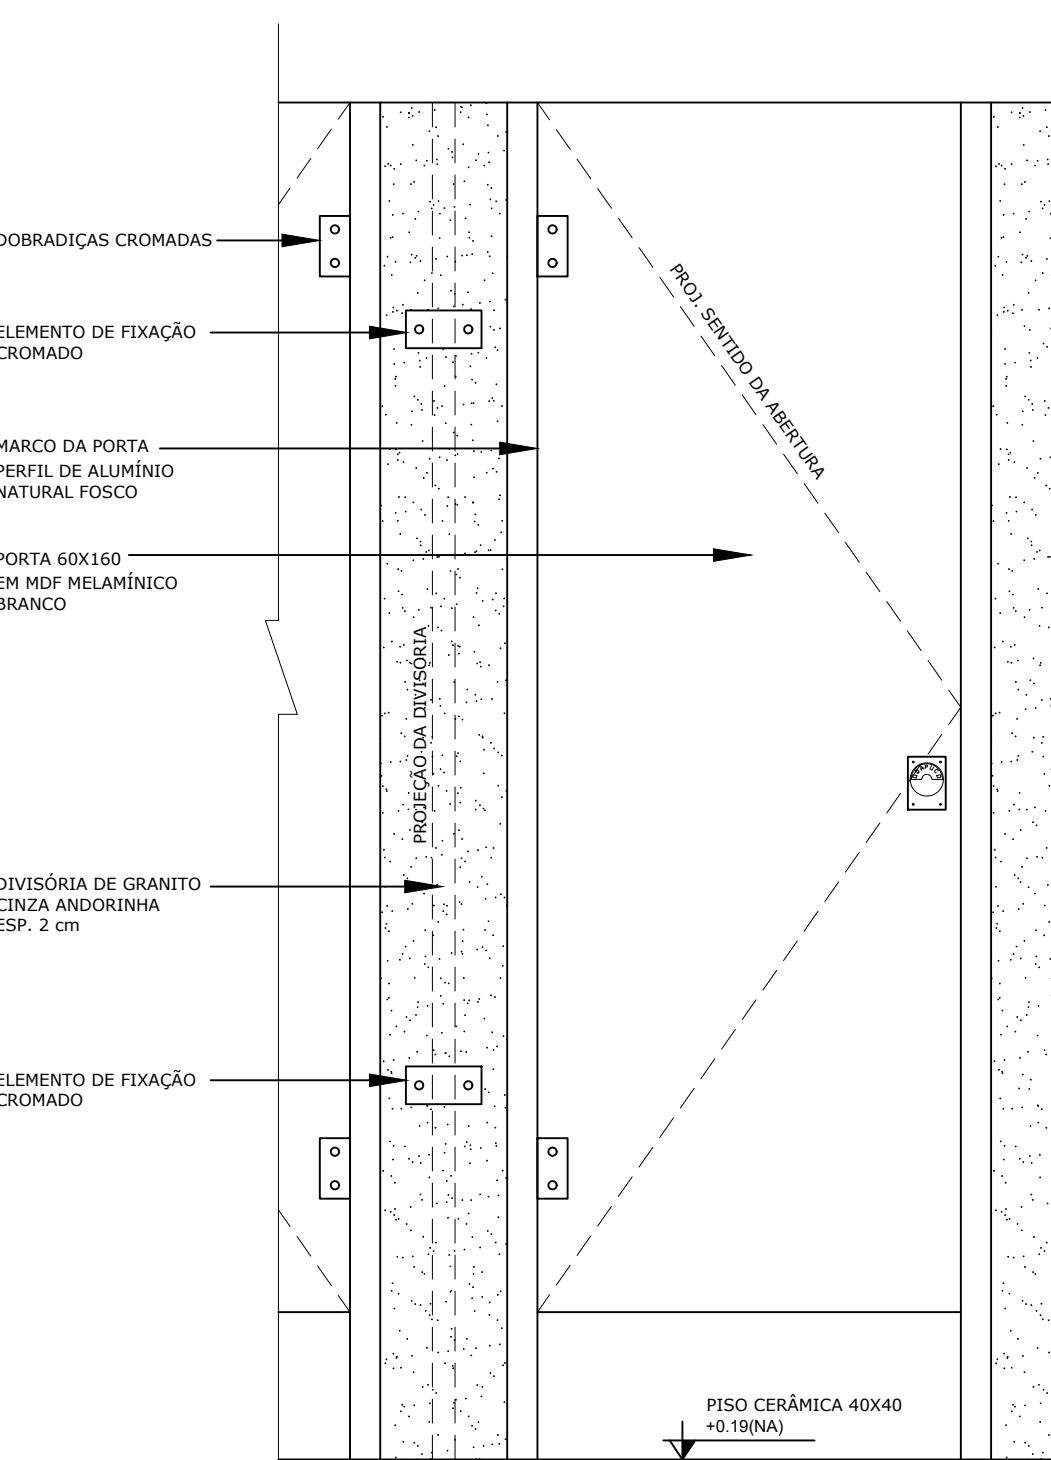 DOBRADIÇAS CROMADAS
ELEMENTO DE FIXAÇÃO
CROMADO
MARCO DA PORTA
PERFIL DE ALUMÍNIO
NATURAL FOSCO
PORTA 60X160
EM MDF MELAMÍNICO
BRANCO
PROJ. SENTIDO DA ABERTURA
PROJEÇÃO DA DIVISÓRIA
DIVISÓRIA DE GRANITO
CINZA ANDORINHA
ESP. 2 cm
ELEMENTO DE FIXAÇÃO
CROMADO
PISO CERÂMICA 40X40
+0.19(NA)